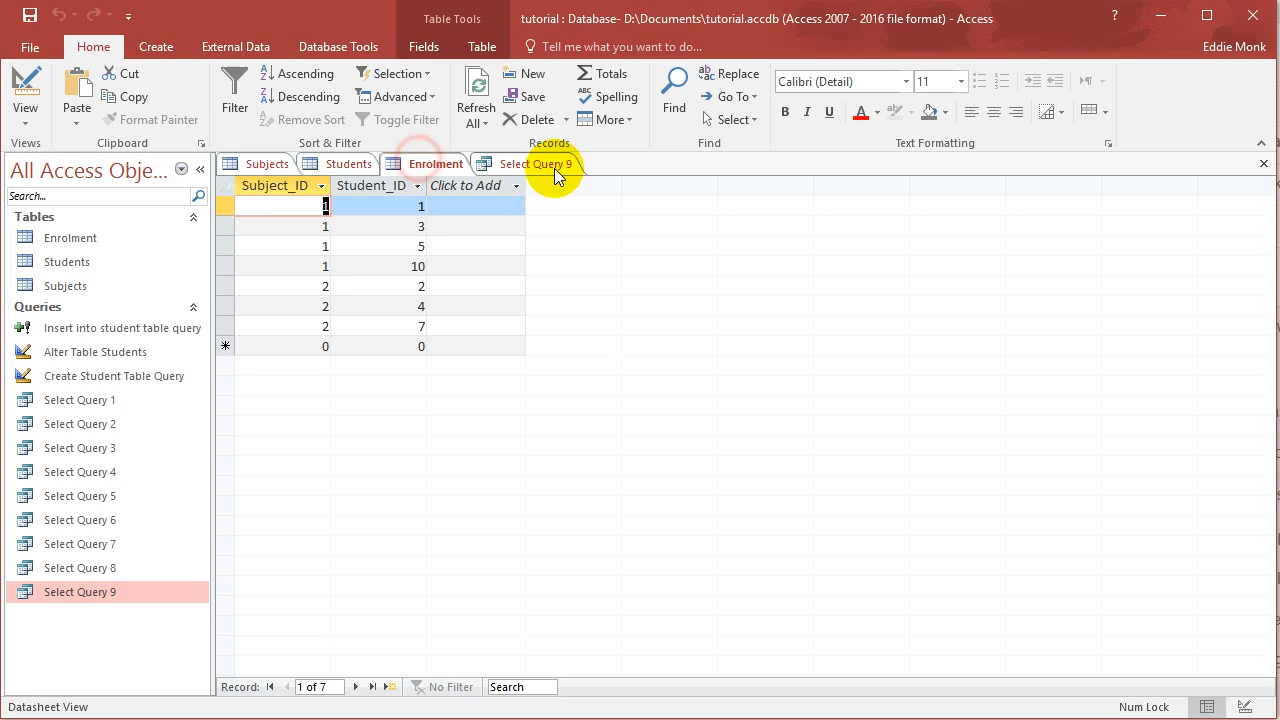 Table Tools
tutorial : Database- D:\Documents\tutorial.accdb (Access 2007 - 2016 file format) - Access
?
File
Home
Create
External Data
Database Tools
Fields
Table
Tell me what you want to do...
Eddie Monk
View
Views
Paste
Cut
Copy
Format Painter
Clipboard
Filter
Ascending
Descending
Remove Sort
Selection
Advanced
Toggle Filter
Sort & Filter
Refresh
All
New
Save
Delete
Totals
Spelling
More
Records
Find
Replace
Go To
Select
Find
Calibri (Detail)
11
B I U
Text Formatting
All Access Obje...
Search...
Tables
Enrolment
Students
Subjects
Queries
Insert into student table query
Alter Table Students
Create Student Table Query
Select Query 1
Select Query 2
Select Query 3
Select Query 4
Select Query 5
Select Query 6
Select Query 7
Select Query 8
Select Query 9
Subjects
Students
Enrolment
Select Query 9
Subject_ID Student_ID Click to Add
1 1
1 3
1 5
1 10
2 2
2 4
2 7
0 0
Record: 1 of 7 No Filter Search
Datasheet View
Num Lock